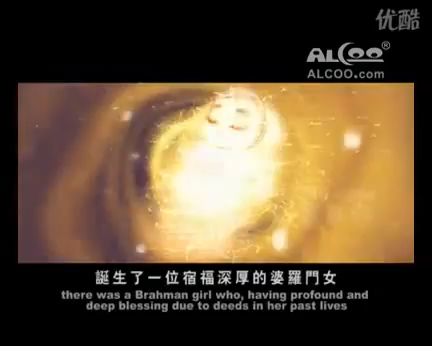 优酷
ALCOO®
ALCOO.com
誕生了一位宿福深厚的婆羅門女
there was a Brahman girl who, having profound and
deep blessing due to deeds in her past lives